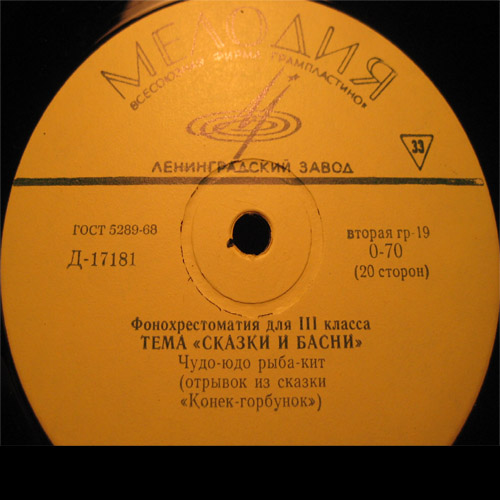 МЕЛОДИЯ
ВСЕСОЮЗНАЯ ФИРМА ГРАМПЛАСТИНОК
ЛЕНИНГРАДСКИЙ ЗАВОД
33
ГОСТ 5289-68
Д-17181
вторая гр-19
0-70
(20 сторон)
Фонохрестоматия для III класса
ТЕМА «СКАЗКИ И БАСНИ»
Чудо-юдо рыба-кит
(отрывок из сказки
«Конек-горбунок»)